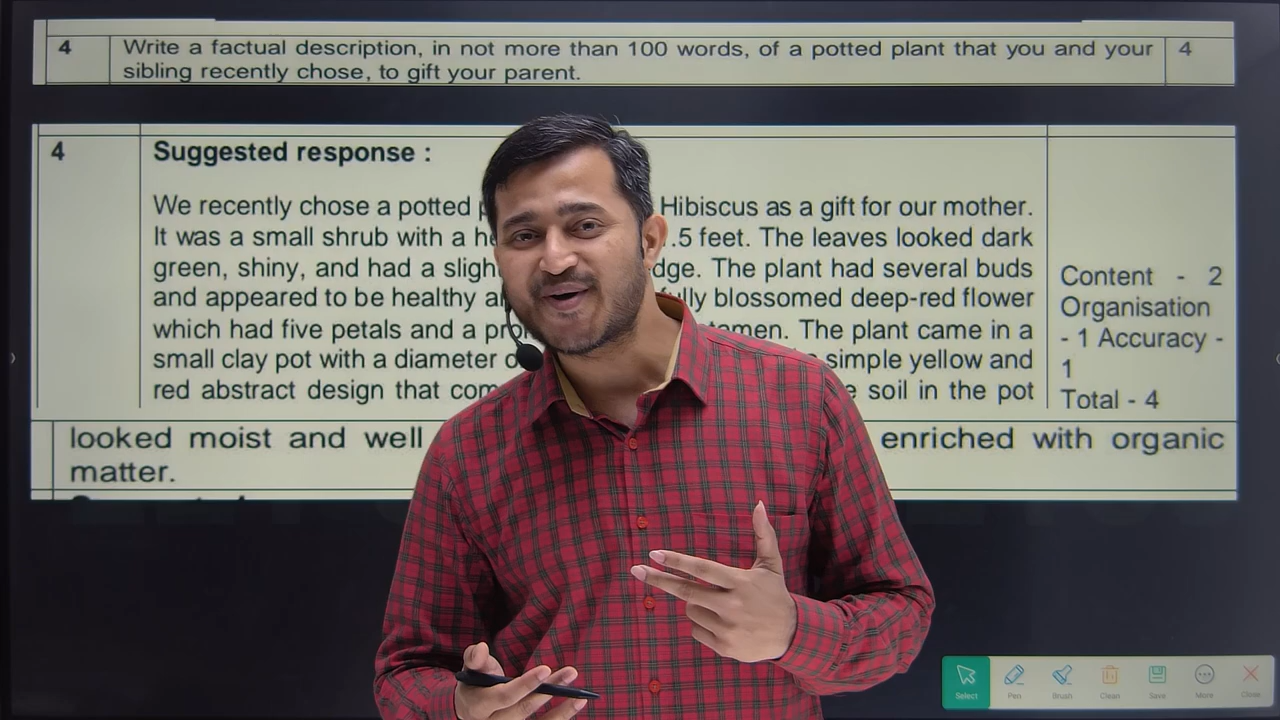 4 Write a factual description, in not more than 100 words, of a potted plant that you and your 4
sibling recently chose, to gift your parent.
4 Suggested response :
We recently chose a potted Hibiscus as a gift for our mother.
It was a small shrub with a .5 feet. The leaves looked dark
green, shiny, and had a The plant had several buds
and appeared to be healthy blossomed deep-red flower
which had five petals and a The plant came in a
small clay pot with a diameter simple yellow and
red abstract design that soil in the pot
looked moist and well enriched with organic
matter.
Content - 2
Organisation
- 1 Accuracy -
1
Total - 4
Select Pen Brush Clean Save More Close